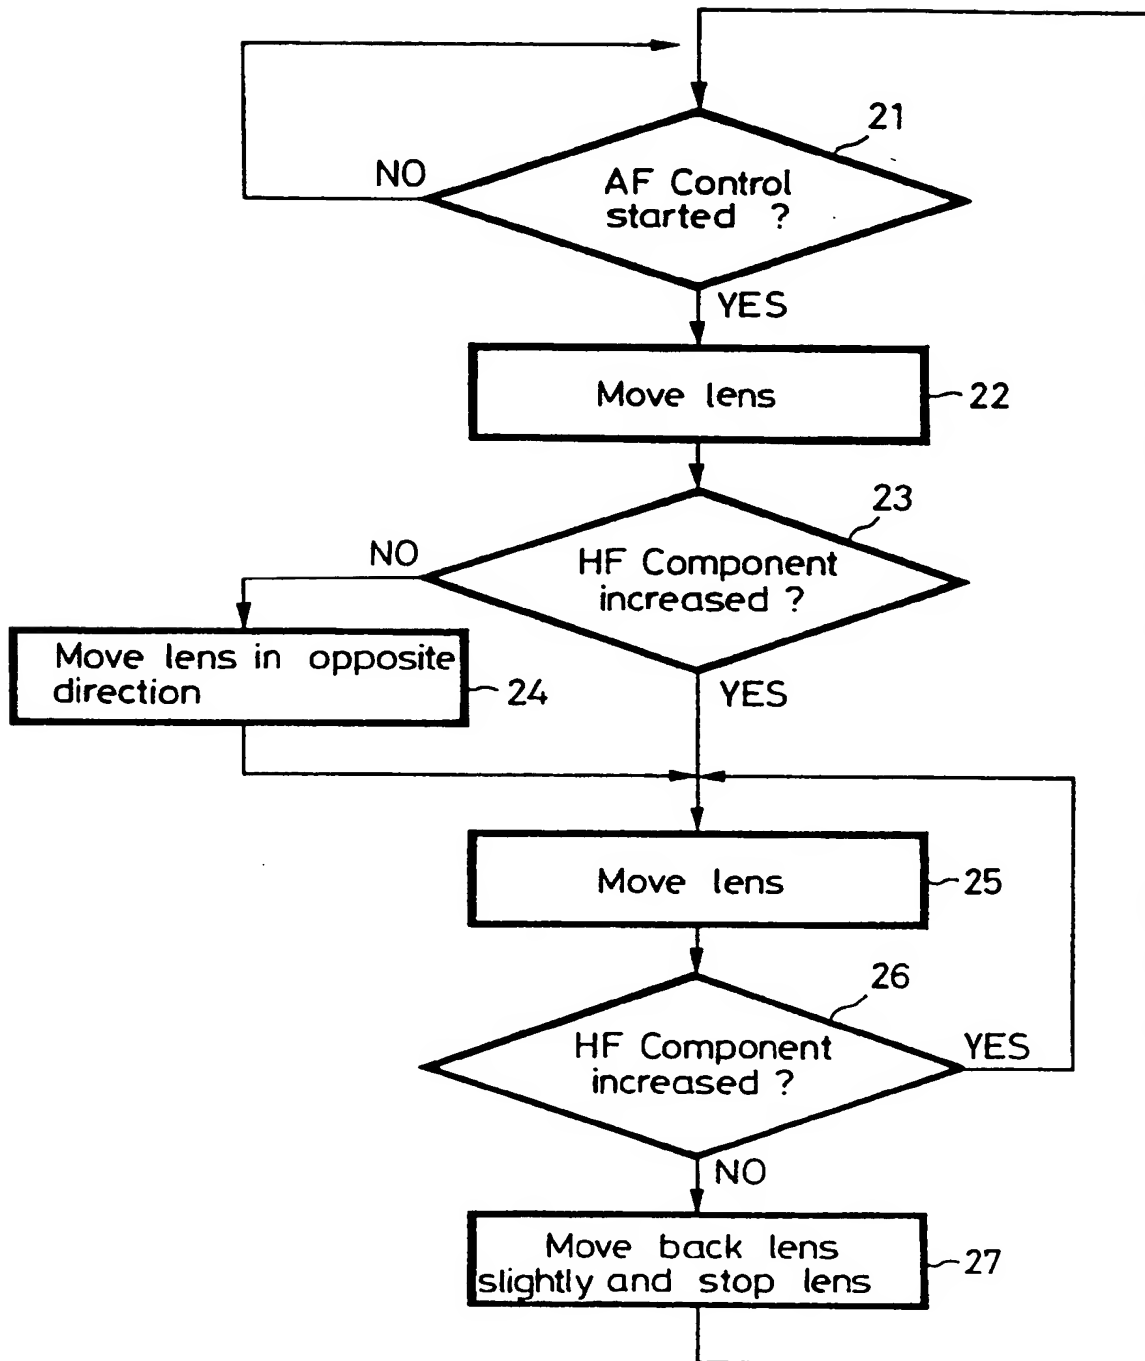 21
AF Control
started ?
NO
YES
Move lens
22
23
HF Component
increased ?
NO
YES
Move lens in opposite
direction
24
Move lens
25
26
HF Component
increased ?
YES
NO
Move back lens
slightly and stop lens
27